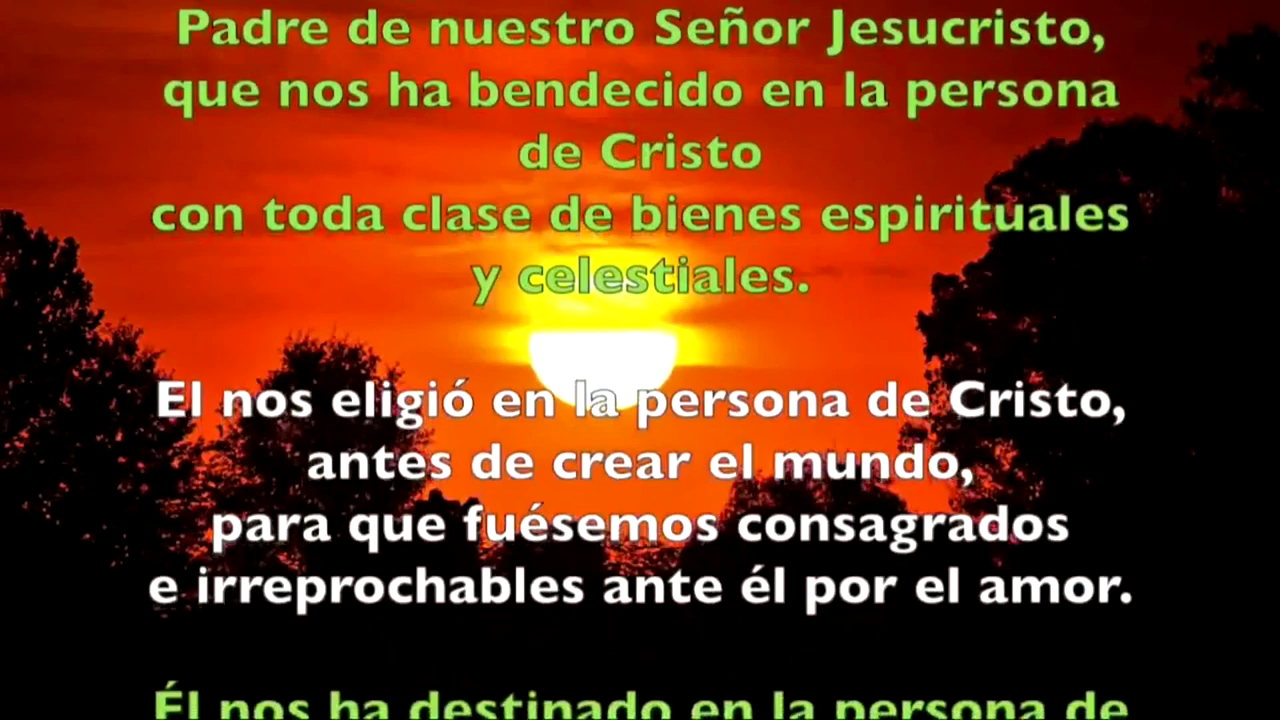 Padre de nuestro Señor Jesucristo,
que nos ha bendecido en la persona
de Cristo
con toda clase de bienes espirituales
y celestiales.
El nos eligió en la persona de Cristo,
antes de crear el mundo,
para que fuésemos consagrados
e irreprochables ante él por el amor.
Él nos ha destinado en la persona de